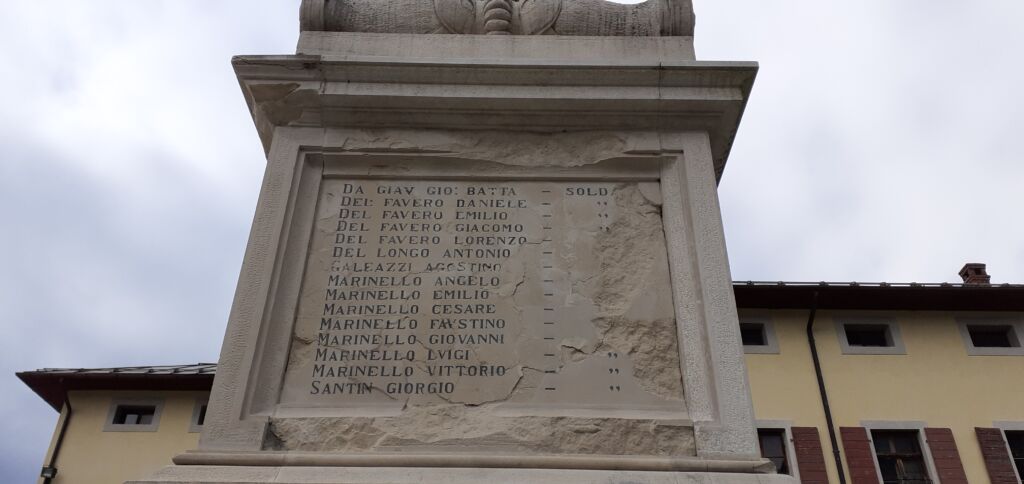 DA GIAV GIO: BATTA – SOLDA
DEL FAVERO DANIELE – ”
DEL FAVERO EMILIO – ”
DEL FAVERO GIACOMO – ”
DEL FAVERO LORENZO –
DEL LONGO ANTONIO –
GALEAZZI AGOSTINO –
MARINELLO ANGELO –
MARINELLO EMILIO –
MARINELLO CESARE –
MARINELLO FAVSTINO –
MARINELLO GIOVANNI –
MARINELLO LVIGI – ”
MARINELLO VITTORIO – ”
SANTIN GIORGIO – ”